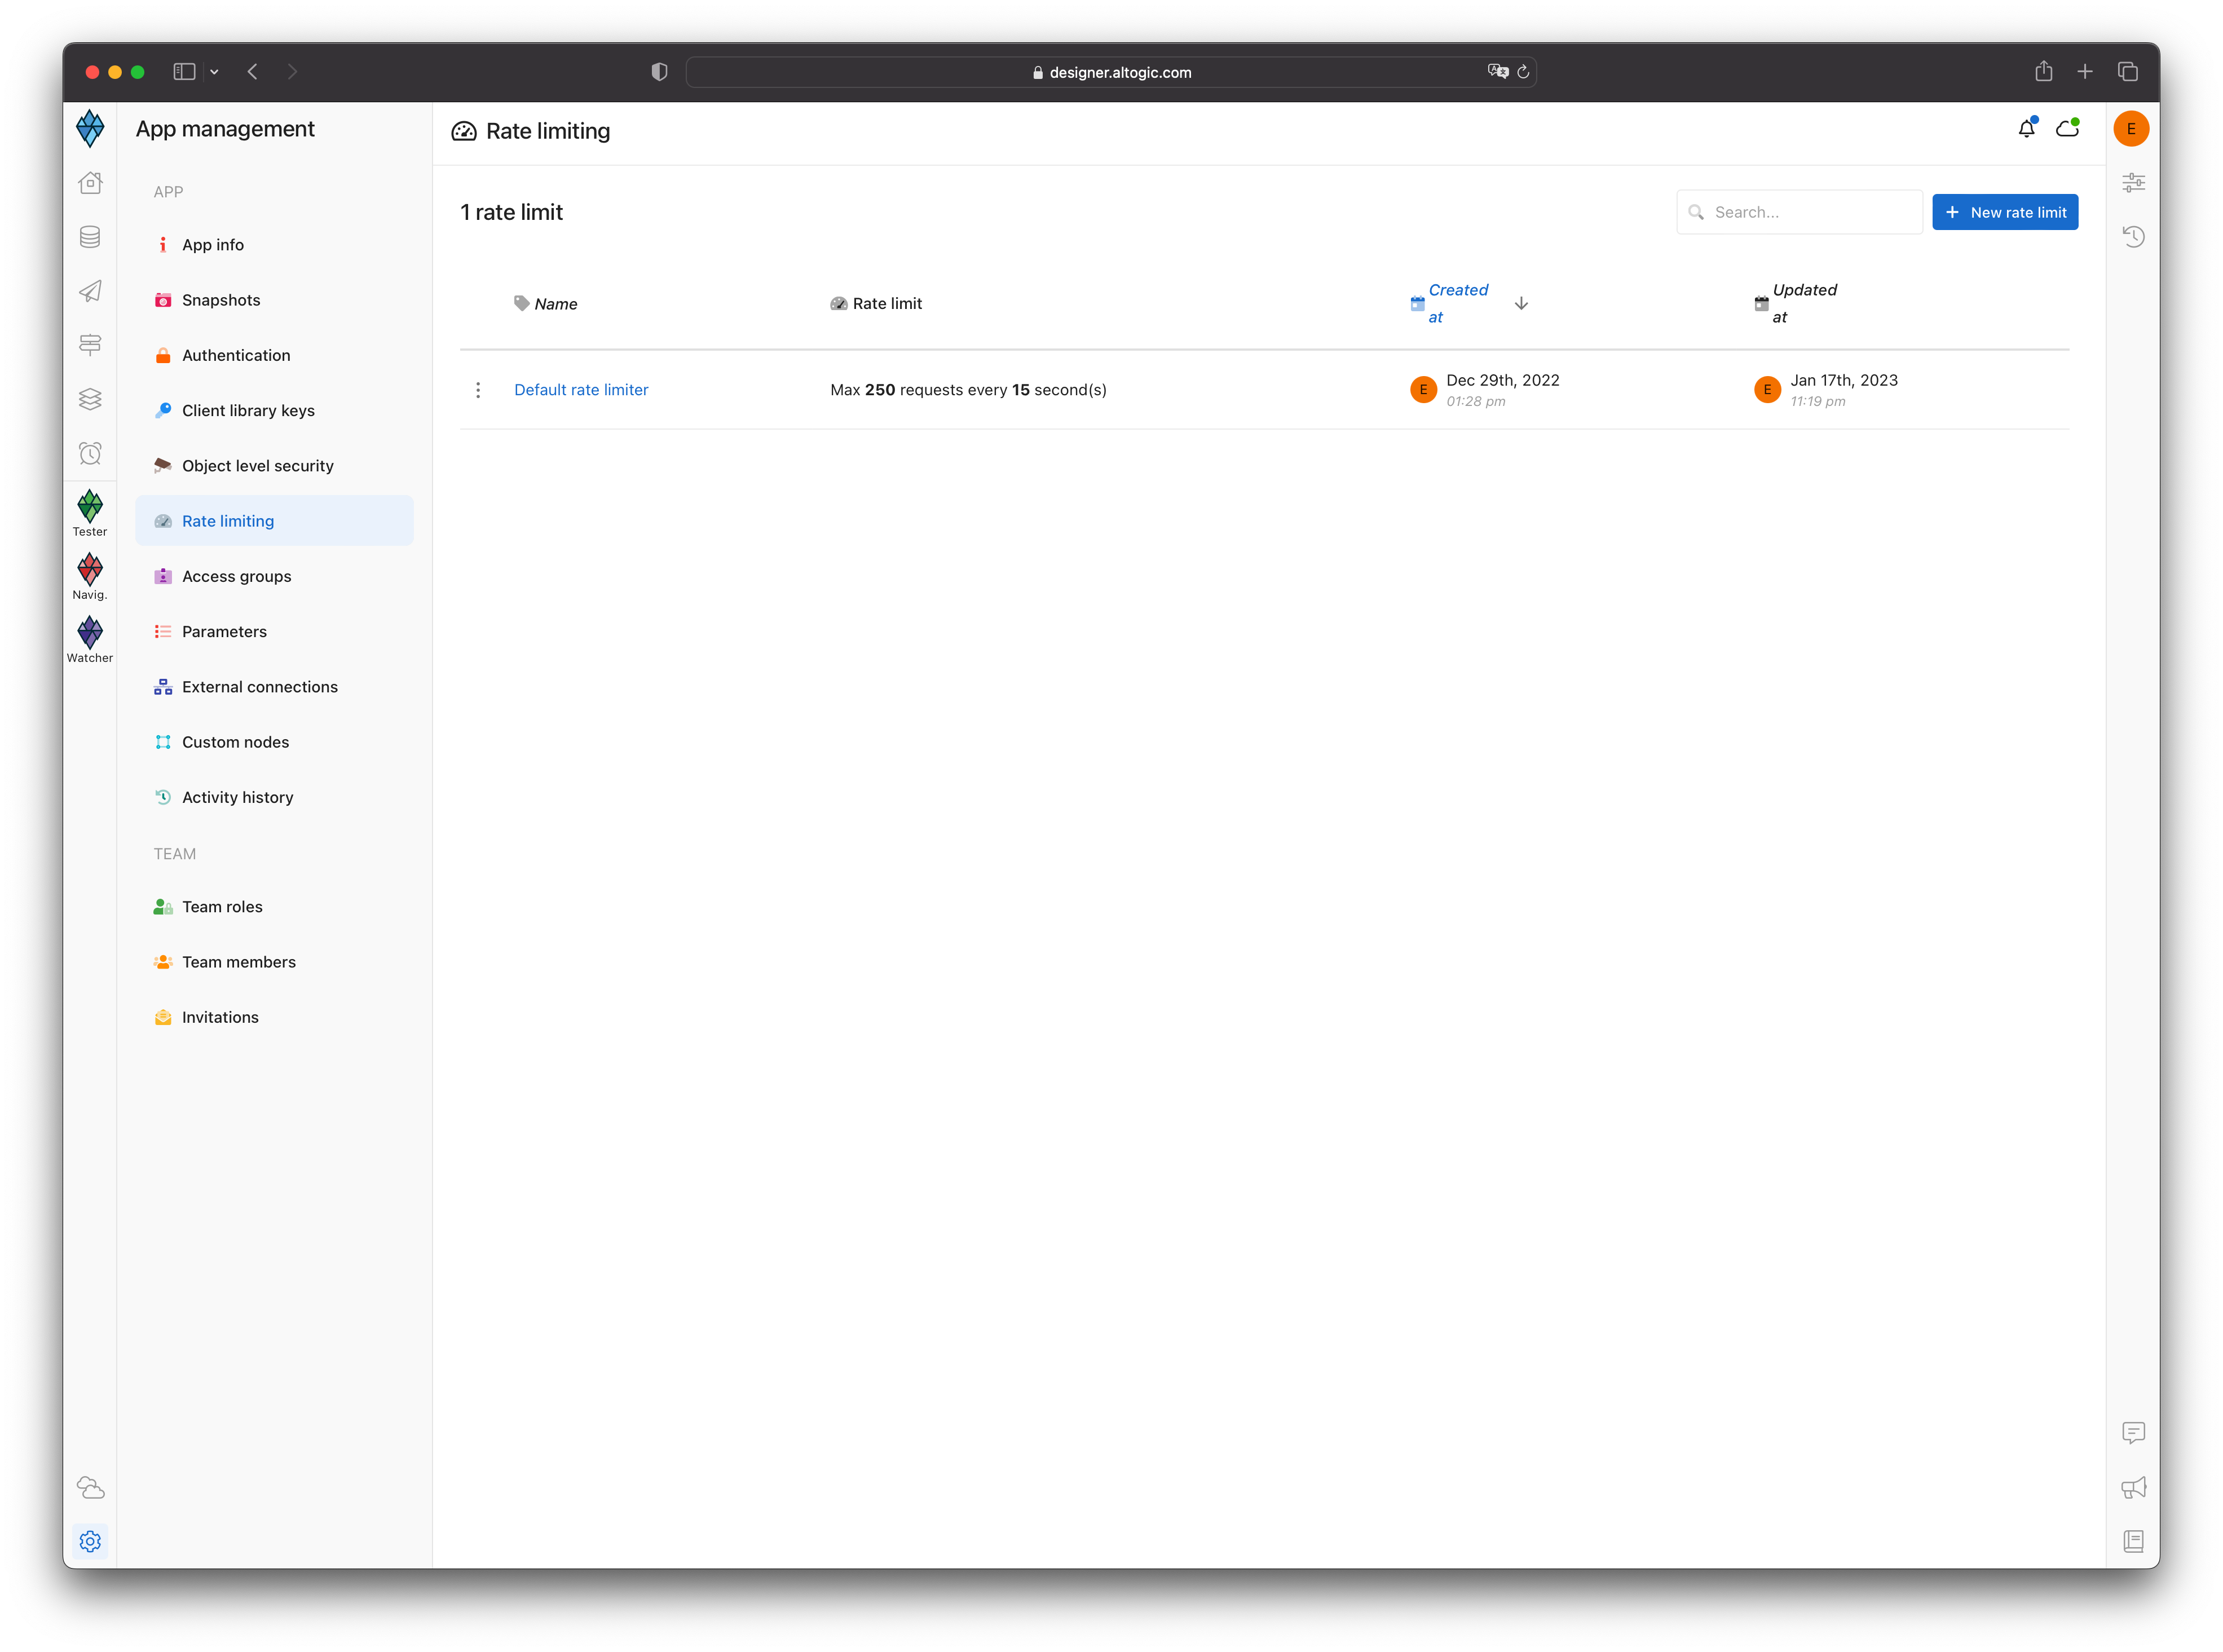 designer.altogic.com
App management
APP
App info
Snapshots
Authentication
Client library keys
Object level security
Rate limiting
Access groups
Parameters
External connections
Custom nodes
Activity history
TEAM
Team roles
Team members
Invitations
Tester
Navig.
Watcher
Rate limiting
E
1 rate limit
Search...
New rate limit
Name
Rate limit
Created
at
Updated
at
Default rate limiter
Max 250 requests every 15 second(s)
E
Dec 29th, 2022
01:28 pm
E
Jan 17th, 2023
11:19 pm